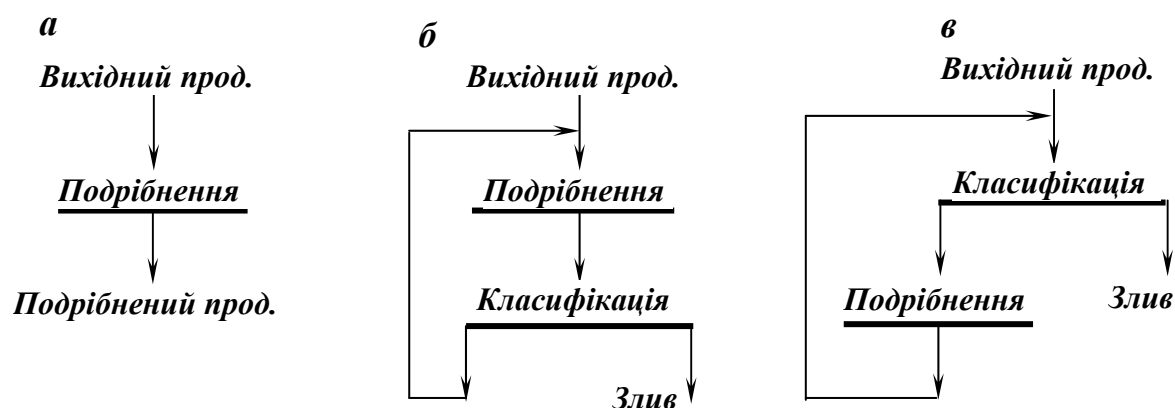 а
Вихідний прод.
Подрібнення
Подрібнений прод.
б
Вихідний прод.
Подрібнення
Класифікація
Злив
в
Вихідний прод.
Класифікація
Подрібнення
Злив